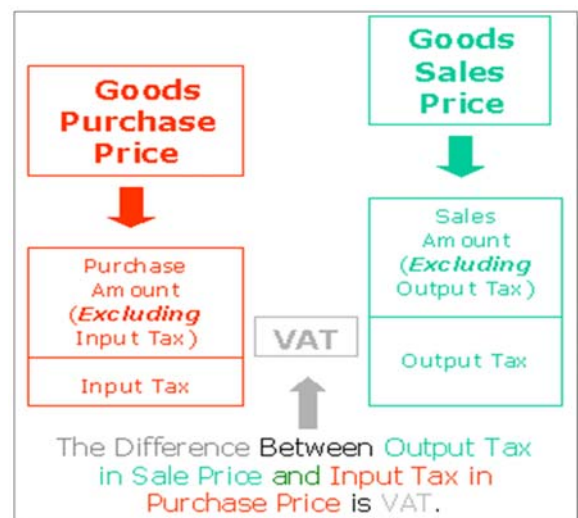 Goods
Purchase
Price
Goods
Sales
Price
Purchase
Amount
(Excluding
Input Tax)
Input Tax
VAT
Sales
Amount
(Excluding
Output Tax)
Output Tax
The Difference Between Output Tax
in Sale Price and Input Tax in
Purchase Price is VAT.